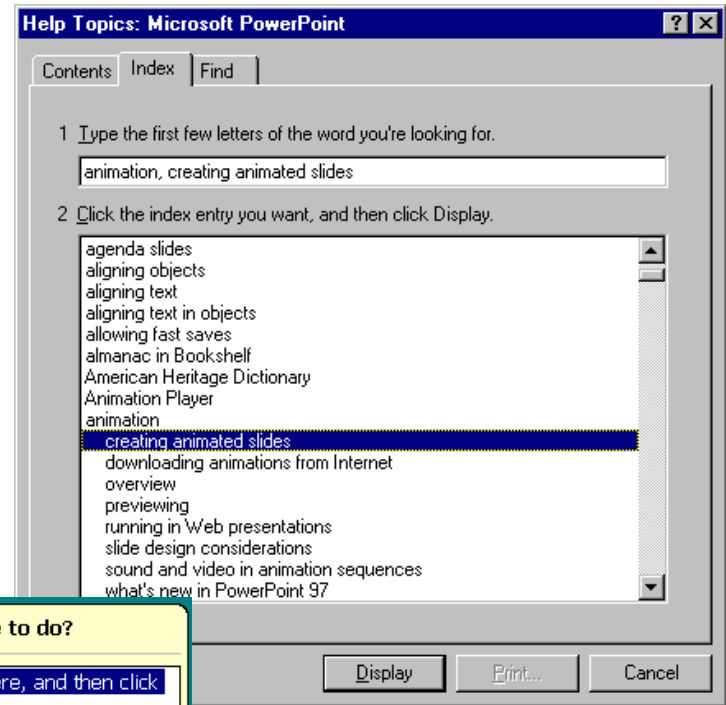 Help Topics: Microsoft PowerPoint
Contents Index Find
1 Type the first few letters of the word you're looking for.
animation, creating animated slides
2 Click the index entry you want, and then click Display.
agenda slides
aligning objects
aligning text
aligning text in objects
allowing fast saves
almanac in Bookshelf
American Heritage Dictionary
Animation Player
animation
creating animated slides
downloading animations from Internet
overview
previewing
running in Web presentations
slide design considerations
sound and video in animation sequences
what's new in PowerPoint 97
to do?
and then click
Display Print... Cancel